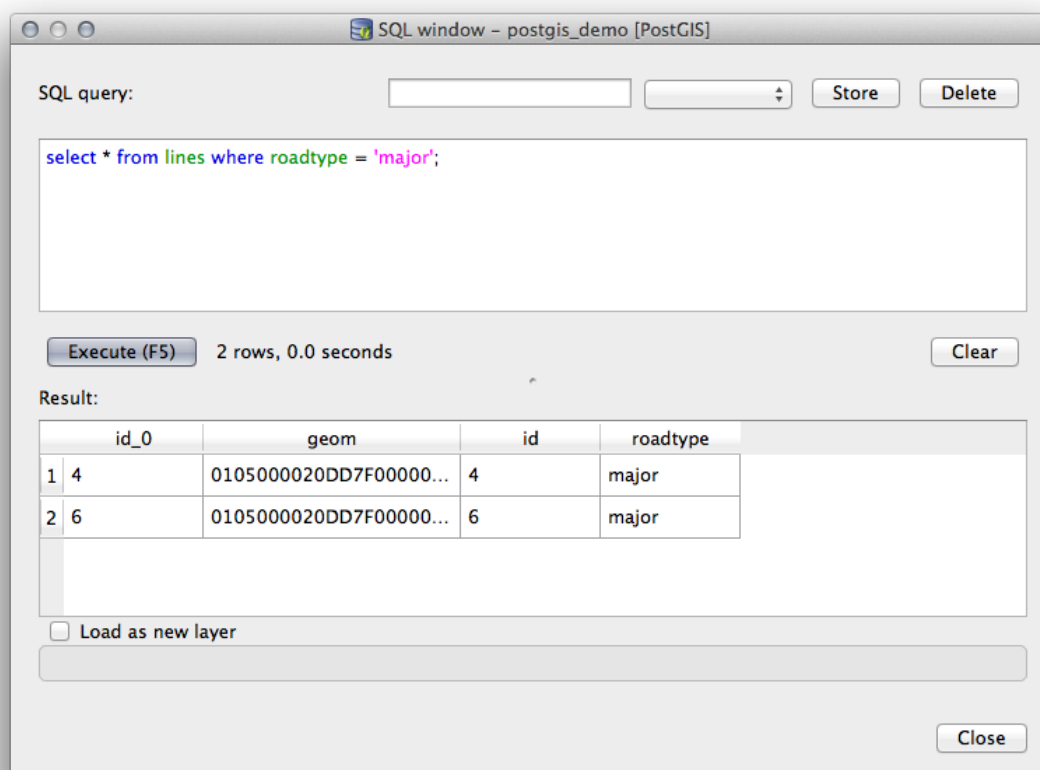 SQL window – postgis_demo [PostGIS]
SQL query:
Store
Delete
select * from lines where roadtype = 'major';
Execute (F5)
2 rows, 0.0 seconds
Clear
Result:
id_0 geom id roadtype
1 4 0105000020DD7F00000... 4 major
2 6 0105000020DD7F00000... 6 major
Load as new layer
Close